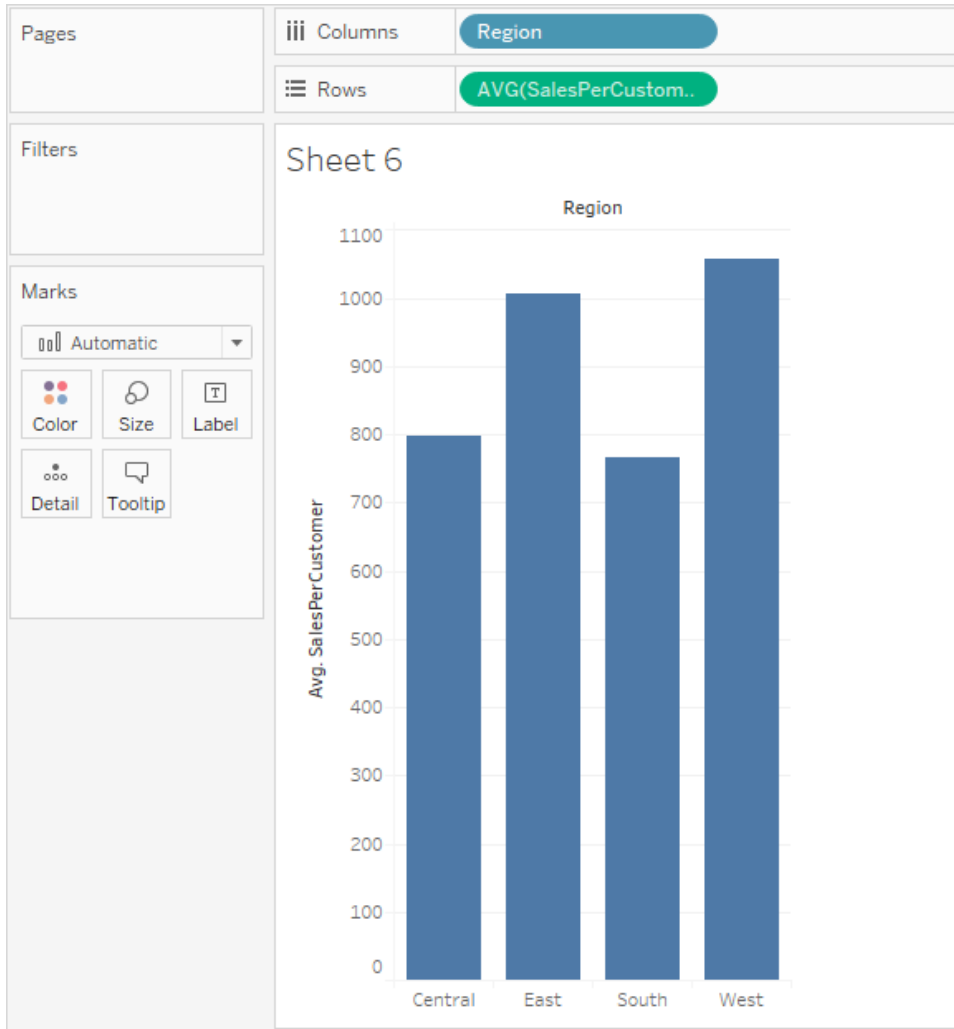 Pages
Columns
Region
Rows
AVG(SalesPerCustom..
Filters
Marks
Automatic
Color
Size
T
Label
Detail
Tooltip
Sheet 6
Region
Avg. SalesPerCustomer
1100
1000
900
800
700
600
500
400
300
200
100
0
Central East South West